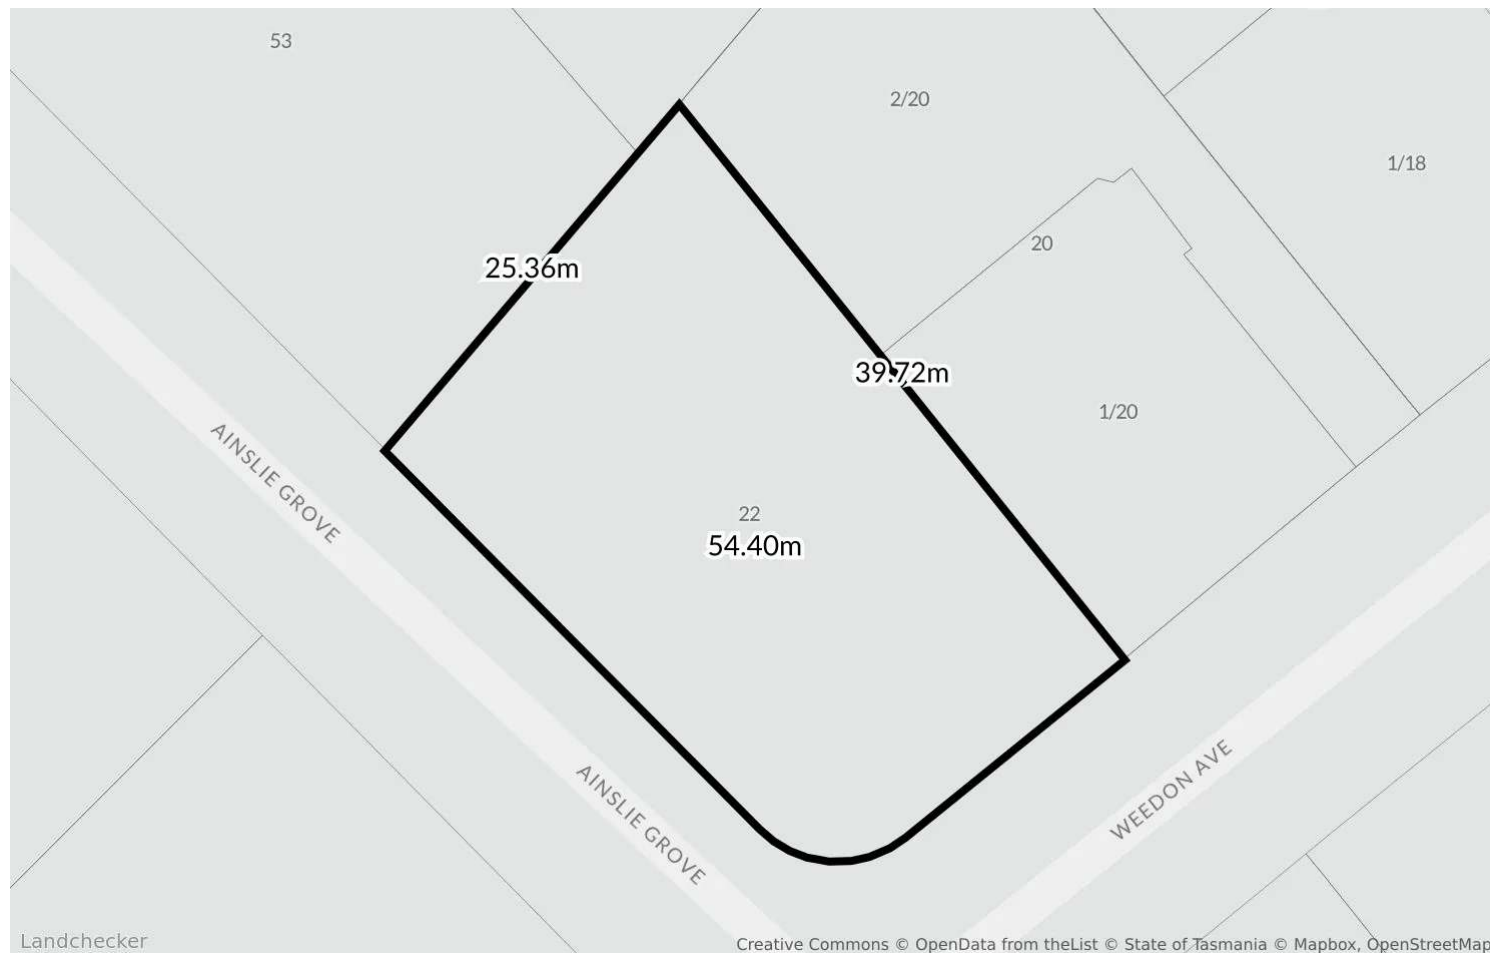 53
2/20
1/18
20
25.36m
39.72m
1/20
AINSLIE GROVE
22
54.40m
AINSLIE GROVE
WEEDON AVE
Landchecker
Creative Commons © OpenData from theList © State of Tasmania © Mapbox, OpenStreetMap